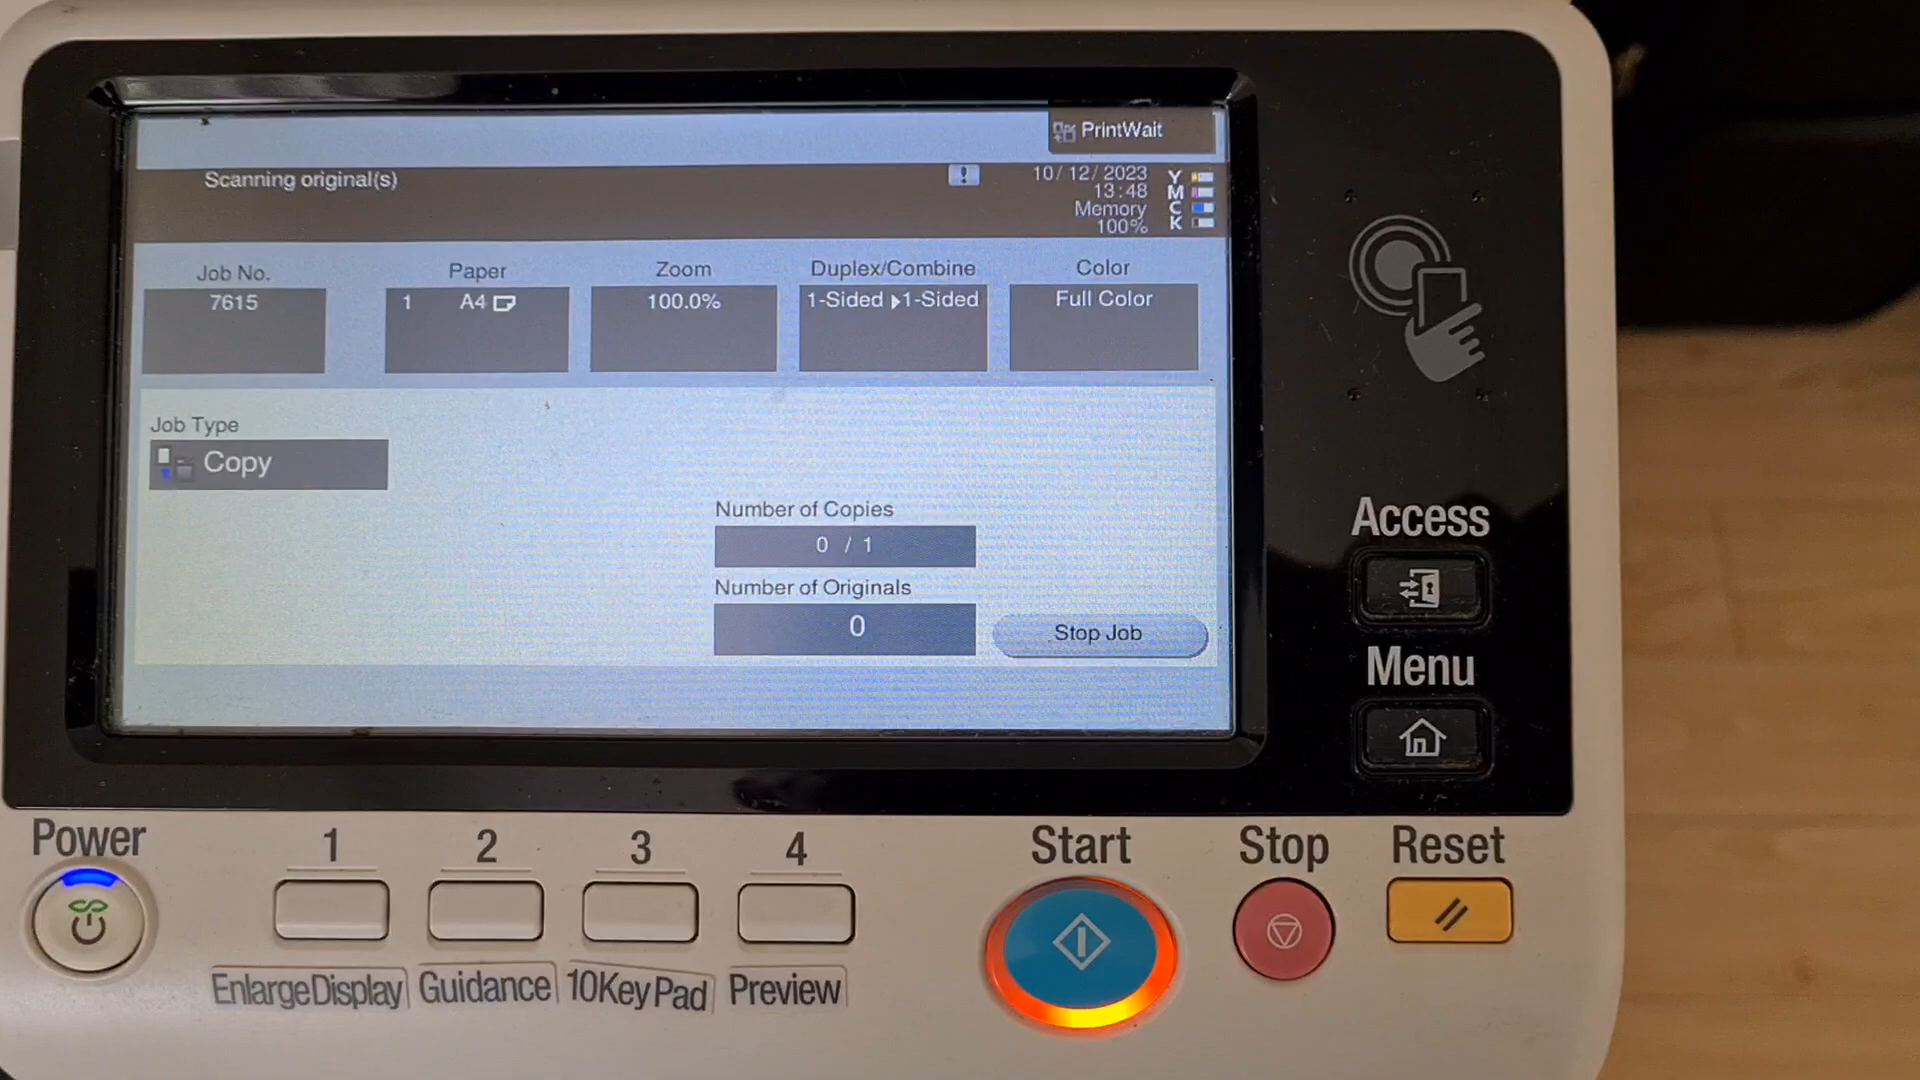 PrintWait
Scanning original(s)
!
10/12/2023
13:48
Memory
100%
Y
M
C
K
Job No.
7615
Paper
1 A4
Zoom
100.0%
Duplex/Combine
1-Sided 1-Sided
Color
Full Color
Job Type
Copy
Number of Copies
0 / 1
Number of Originals
0
Stop Job
Access
Menu
Power
1
2
3
4
Start
Stop
Reset
Enlarge Display
Guidance
10Key Pad
Preview